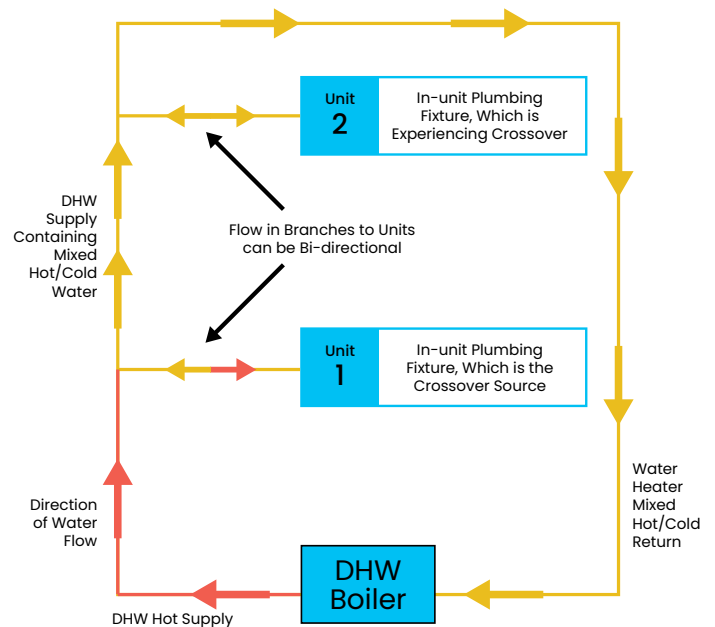 Unit
2
In-unit Plumbing
Fixture, Which is
Experiencing Crossover
DHW
Supply
Containing
Mixed
Hot/Cold
Water
Flow in Branches to Units
can be Bi-directional
Unit
1
In-unit Plumbing
Fixture, Which is the
Crossover Source
Direction
of Water
Flow
Water
Heater
Mixed
Hot/Cold
Return
DHW
Boiler
DHW Hot Supply